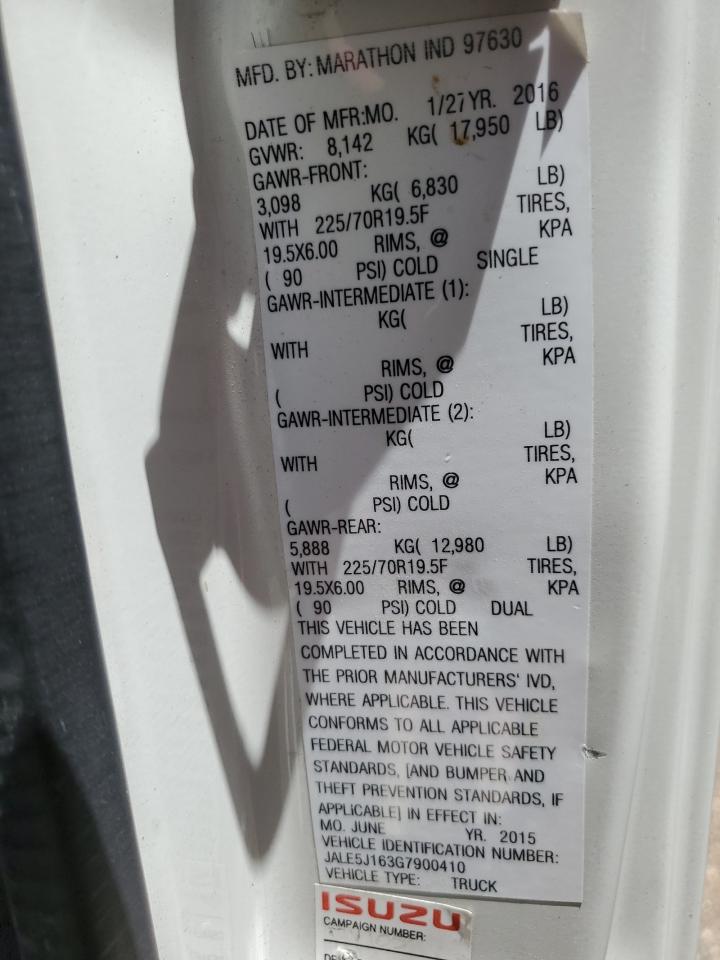 MFD. BY: MARATHON IND 97630
DATE OF MFR:MO. 1/27 YR. 2016
GVWR: 8,142 KG( 17,950 LB)
GAWR-FRONT:
3,098 KG( 6,830 LB)
WITH 225/70R19.5F TIRES,
19.5X6.00 RIMS, @ KPA
( 90 PSI) COLD SINGLE
GAWR-INTERMEDIATE (1):
KG( LB)
WITH TIRES,
RIMS, @ KPA
( PSI) COLD
GAWR-INTERMEDIATE (2):
KG( LB)
WITH TIRES,
RIMS, @ KPA
( PSI) COLD
GAWR-REAR:
5,888 KG( 12,980 LB)
WITH 225/70R19.5F TIRES,
19.5X6.00 RIMS, @ KPA
( 90 PSI) COLD DUAL
THIS VEHICLE HAS BEEN
COMPLETED IN ACCORDANCE WITH
THE PRIOR MANUFACTURERS' IVD,
WHERE APPLICABLE. THIS VEHICLE
CONFORMS TO ALL APPLICABLE
FEDERAL MOTOR VEHICLE SAFETY
STANDARDS, [AND BUMPER AND
THEFT PREVENTION STANDARDS, IF
APPLICABLE] IN EFFECT IN:
MO. JUNE YR. 2015
VEHICLE IDENTIFICATION NUMBER:
JALE5J163G7900410
VEHICLE TYPE: TRUCK
ISUZU
CAMPAIGN NUMBER: